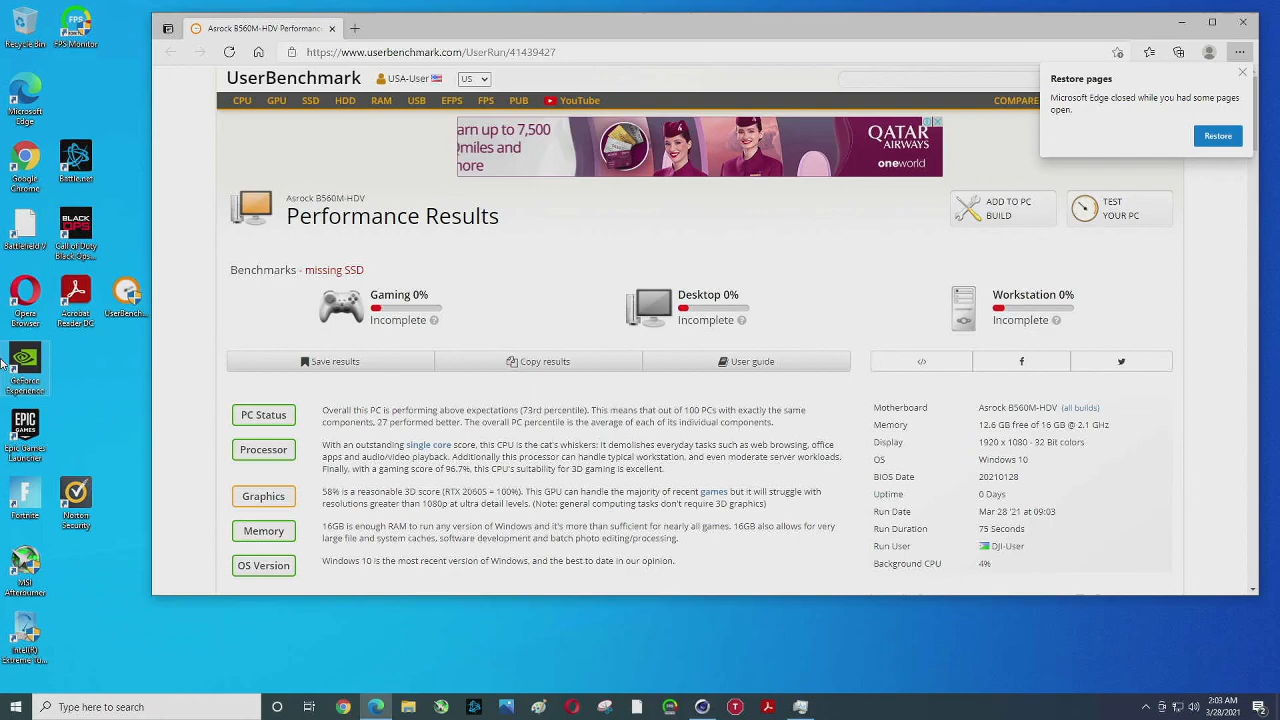 Recycle Bin
FPS
FPS Monitor
Microsoft
Edge
Google
Chrome
Battle.net
Battlefield V
BLACK
OPS
Call of Duty
Black Ops...
Opera
Browser
Acrobat
Reader DC
UserBench...
GeForce
Experience
EPIC
GAMES
Epic Games
Launcher
Fortnite
Norton
Security
MSI
Afterburner
Intel(R)
Extreme Tu...
Asrock B560M-HDV Performance
https://www.userbenchmark.com/UserRun/41439427
Restore pages
Microsoft Edge closed while you had some pages
open.
Restore
UserBenchmark
USA-User
US
CPU GPU SSD HDD RAM USB EFPS FPS PUB YouTube
COMPARE
arn up to 7,500
miles and
more
QATAR
AIRWAYS
oneworld
Asrock B560M-HDV
Performance Results
ADD TO PC
BUILD
TEST
YOUR PC
Benchmarks - missing SSD
Gaming 0%
Incomplete ?
Desktop 0%
Incomplete ?
Workstation 0%
Incomplete ?
Save results
Copy results
User guide
</>
PC Status
Overall this PC is performing above expectations (73rd percentile). This means that out of 100 PCs with exactly the same
components, 27 performed better. The overall PC percentile is the average of each of its individual components.
Processor
With an outstanding single core score, this CPU is the cat's whiskers: It demolishes everyday tasks such as web browsing, office
apps and audio/video playback. Additionally this processor can handle typical workstation, and even moderate server workloads.
Finally, with a gaming score of 96.7%, this CPU's suitability for 3D gaming is excellent.
Graphics
58% is a reasonable 3D score (RTX 2060S = 100%). This GPU can handle the majority of recent games but it will struggle with
resolutions greater than 1080p at ultra detail levels. (Note: general computing tasks don't require 3D graphics)
Memory
16GB is enough RAM to run any version of Windows and it's more than sufficient for nearly all games. 16GB also allows for very
large file and system caches, software development and batch photo editing/processing.
OS Version
Windows 10 is the most recent version of Windows, and the best to date in our opinion.
Motherboard Asrock B560M-HDV (all builds)
Memory 12.6 GB free of 16 GB @ 2.1 GHz
Display 1920 x 1080 - 32 Bit colors
OS Windows 10
BIOS Date 20210128
Uptime 0 Days
Run Date Mar 28 '21 at 09:03
Run Duration 75 Seconds
Run User DJI-User
Background CPU 4%
Type here to search
2:03 AM
3/28/2021